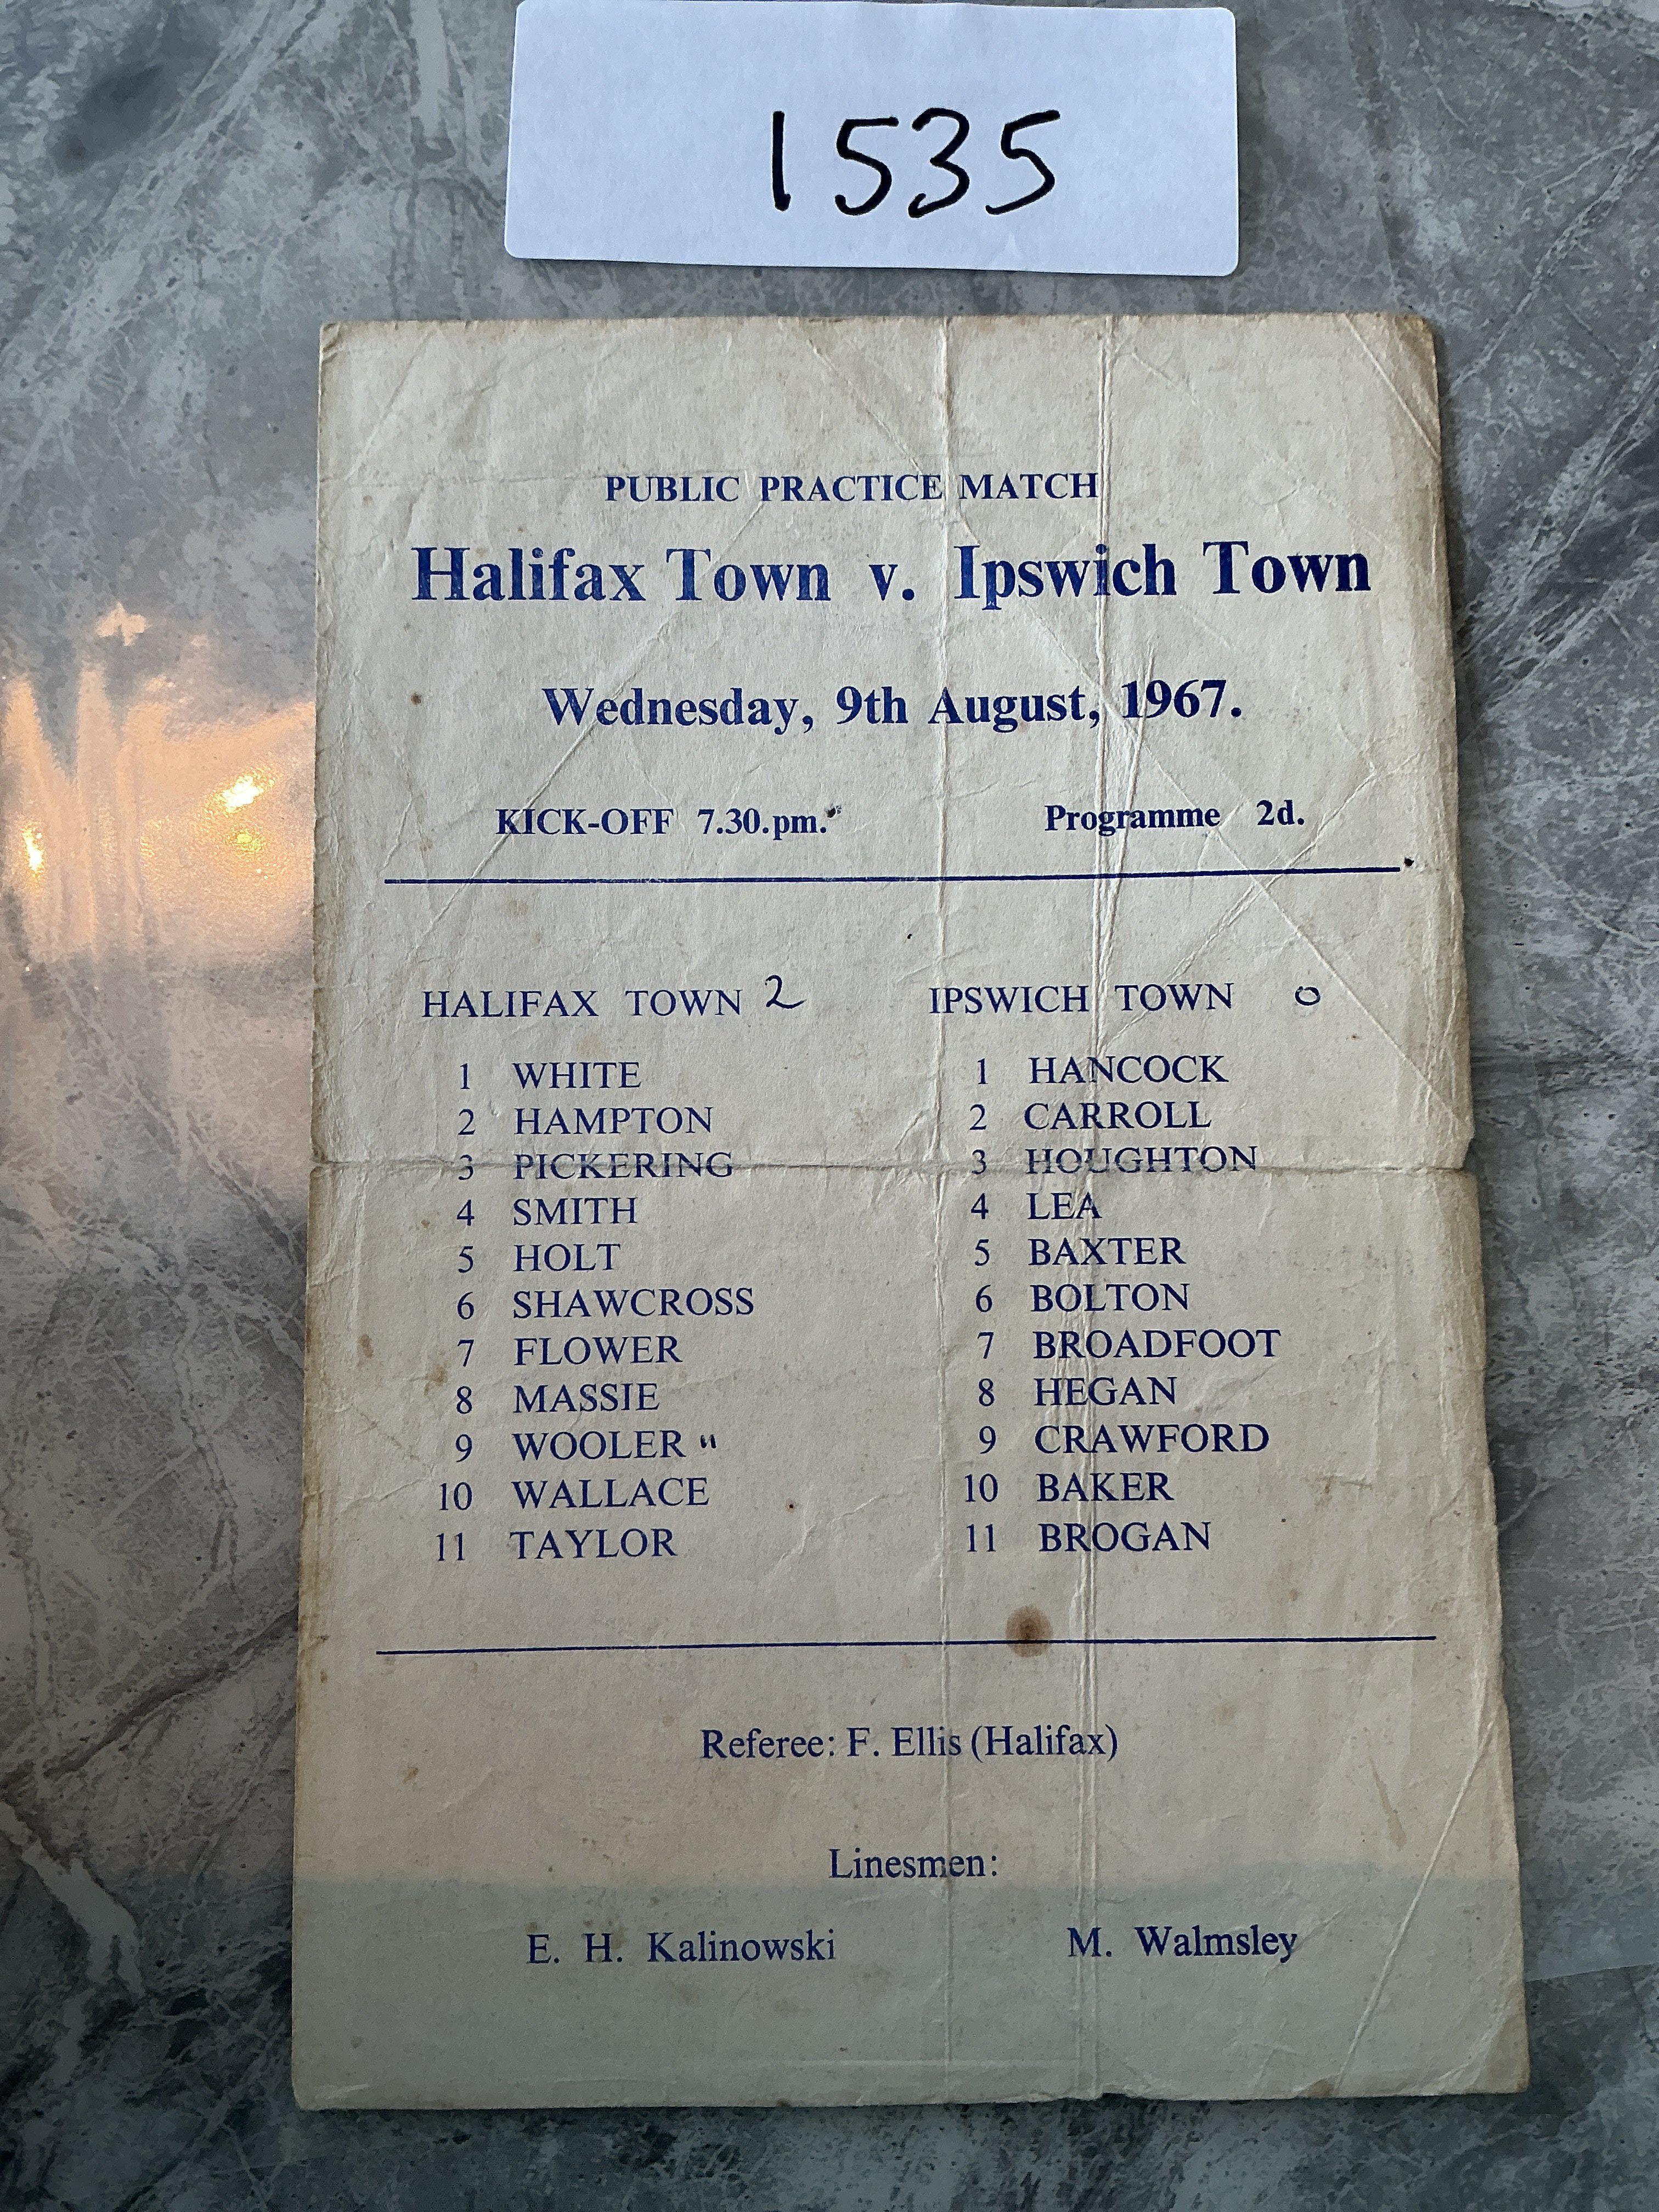 1535
PUBLIC PRACTICE MATCH
Halifax Town v. Ipswich Town
Wednesday, 9th August, 1967.
KICK-OFF 7.30.pm. Programme 2d.
HALIFAX TOWN 2 IPSWICH TOWN 0
1 WHITE 1 HANCOCK
2 HAMPTON 2 CARROLL
3 PICKERING 3 HOUGHTON
4 SMITH 4 LEA
5 HOLT 5 BAXTER
6 SHAWCROSS 6 BOLTON
7 FLOWER 7 BROADFOOT
8 MASSIE 8 HEGAN
9 WOOLER " 9 CRAWFORD
10 WALLACE 10 BAKER
11 TAYLOR 11 BROGAN
Referee: F. Ellis (Halifax)
Linesmen:
E. H. Kalinowski M. Walmsley